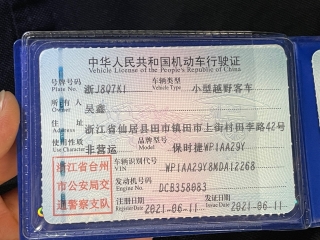 中华人民共和国机动车行驶证
Vehicle License of the People's Republic of China
号牌号码 浙J8Q7K1 车辆类型 小型越野客车
Plate No. Vehicle Type
所有人 吴鑫
Owner
住址 浙江省仙居县田市镇田市上街村田李路42号
Address
使用性质 非营运 品牌型号 保时捷WP1AA29Y
Use Character Model
浙江省台州市公安局交通警察支队
车辆识别代号 WP1AA29Y8MDA12268
VIN
发动机号码 DCB358083
Engine No.
注册日期 2021-06-11 发证日期 2021-06-11
Register Date Issue Date